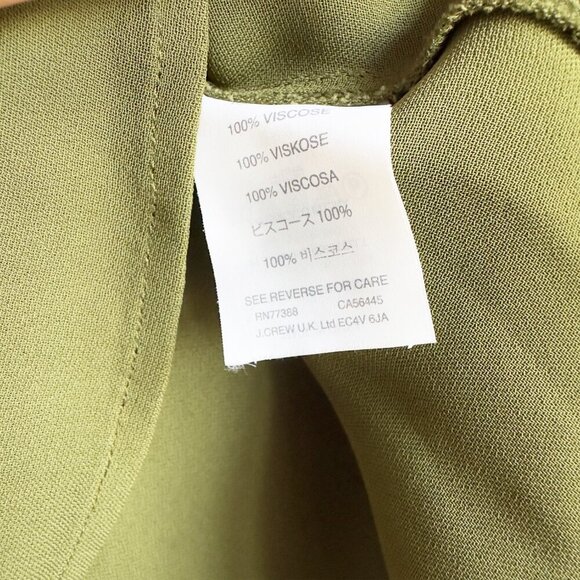 100% VISCOSE
100% VISKOSE
100% VISCOSA
ビスコース 100%
100% 비스코스
SEE REVERSE FOR CARE
RN77388 CA56445
J.CREW U.K. Ltd EC4V 6JA